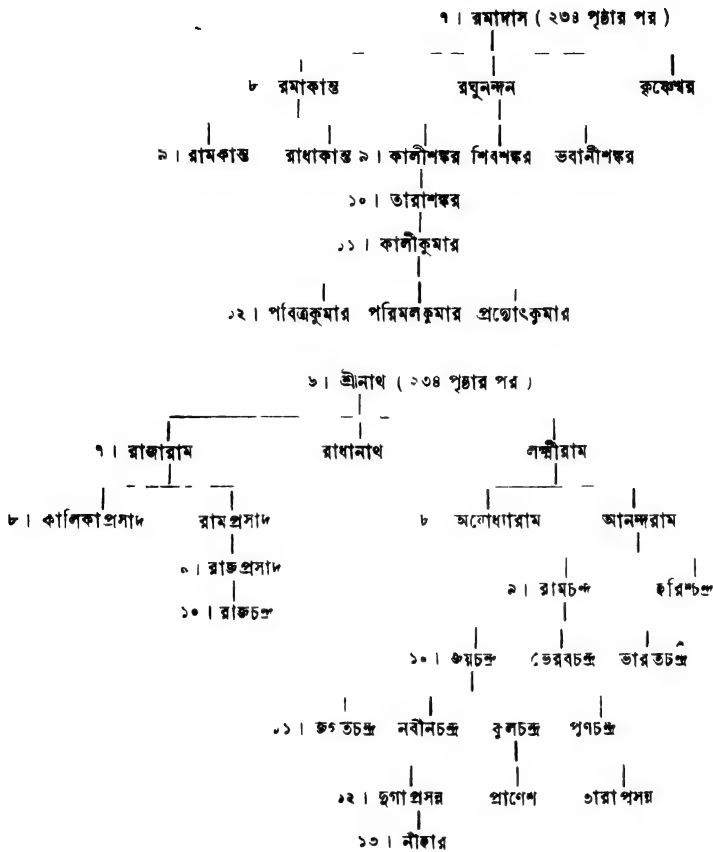 ৭। রমাদাস ( ২৩৪ পৃষ্ঠার পর )
৮ রমাকান্ত রঘুনন্দন কৃষ্ণেশ্বর
৯। রামকান্ত রাধাকান্ত ৯। কালীশঙ্কর শিবশঙ্কর ভবানীশঙ্কর
১০। তারাশঙ্কর
১১। কালীকুমার
১২। পবিত্রকুমার পরিমলকুমার প্রদ্যোৎকুমার
৬। শ্রীনাথ ( ২৩৪ পৃষ্ঠার পর )
৭। রাজারাম রাধানাথ লক্ষ্মীরাম
৮। কালিকাপ্রসাদ রামপ্রসাদ ৮ অযোধ্যারাম আনন্দরাম
৯। রাজপ্রসাদ
৯। রামচন্দ্র হরিশ্চন্দ্র
১০। রাজচন্দ্র
১০। জয়চন্দ্র ভৈরবচন্দ্র ভারতচন্দ্র
১১। জগতচন্দ্র নবীনচন্দ্র কুলচন্দ্র পূর্ণচন্দ্র
১২। দুর্গাপ্রসন্ন প্রাণেশ তারাপ্রসন্ন
১৩। নীহার